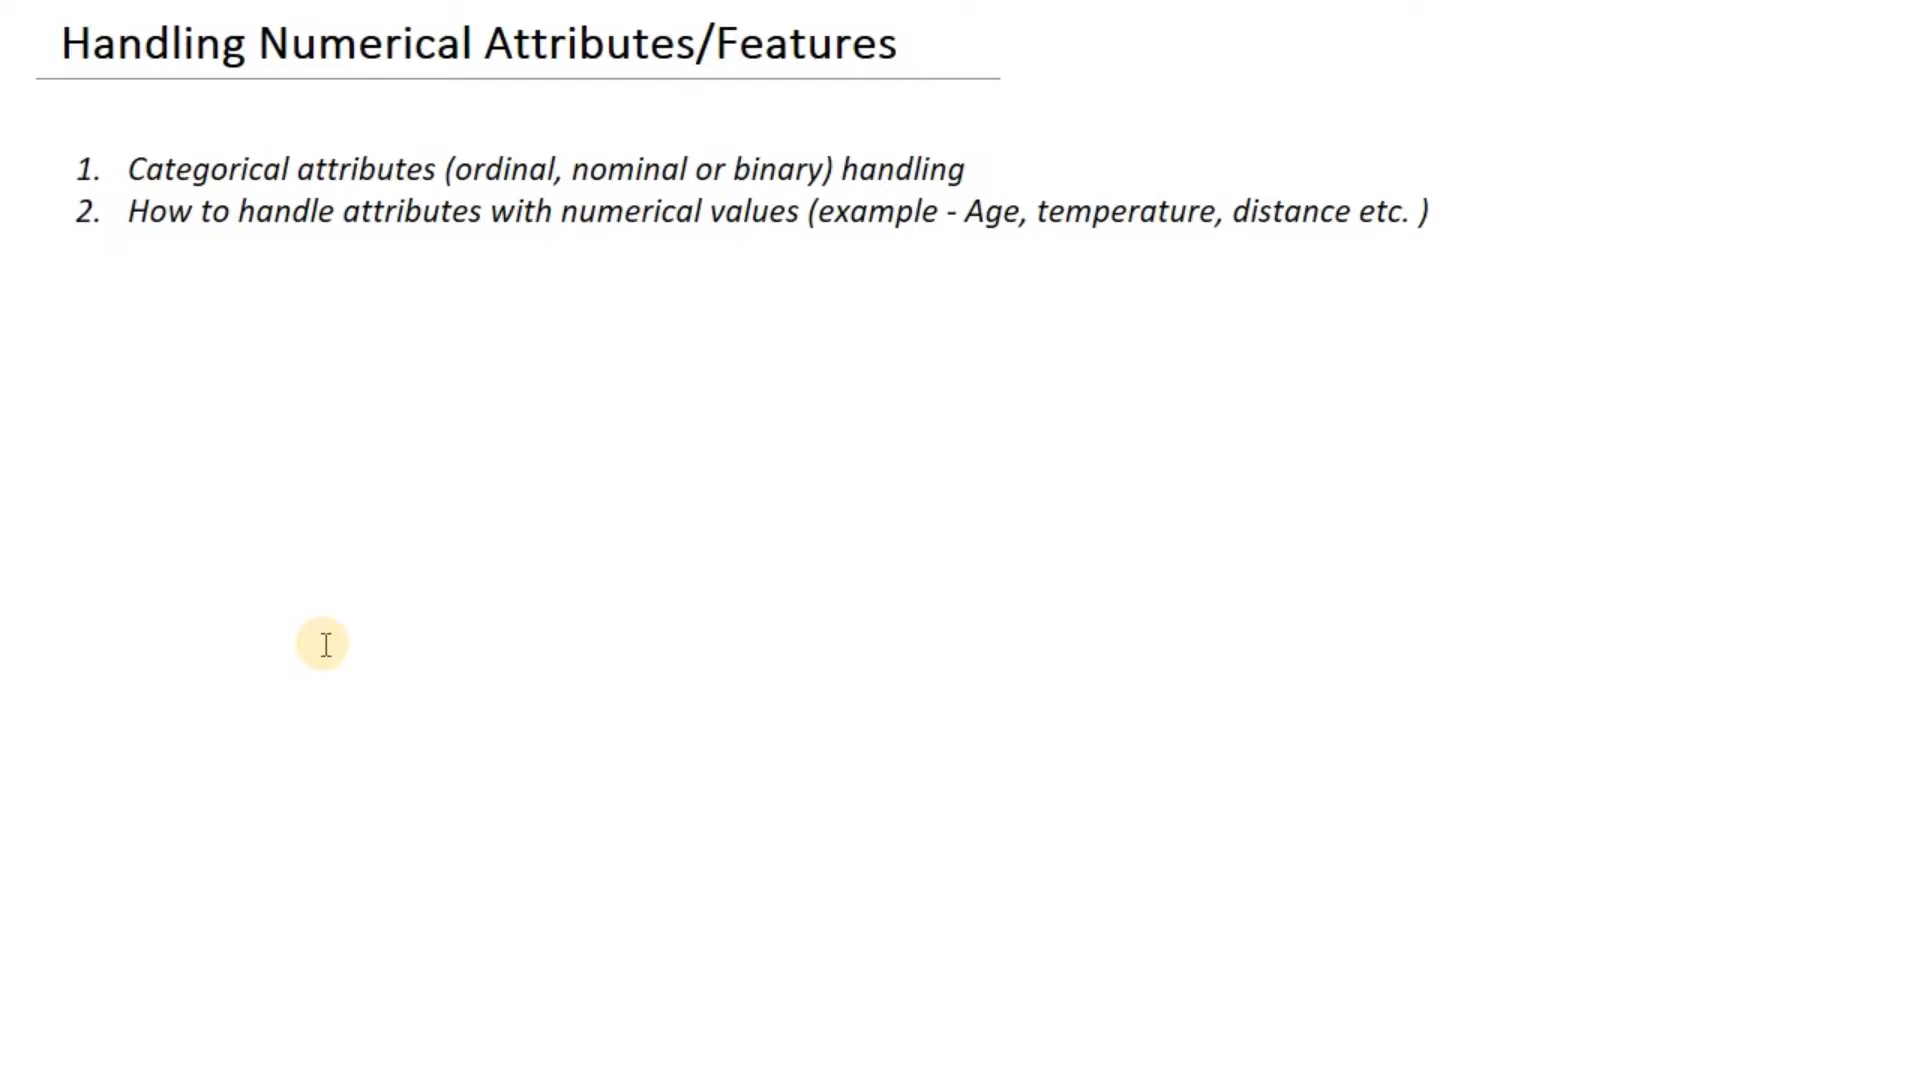 Handling Numerical Attributes/Features
1. Categorical attributes (ordinal, nominal or binary) handling
2. How to handle attributes with numerical values (example - Age, temperature, distance etc. )